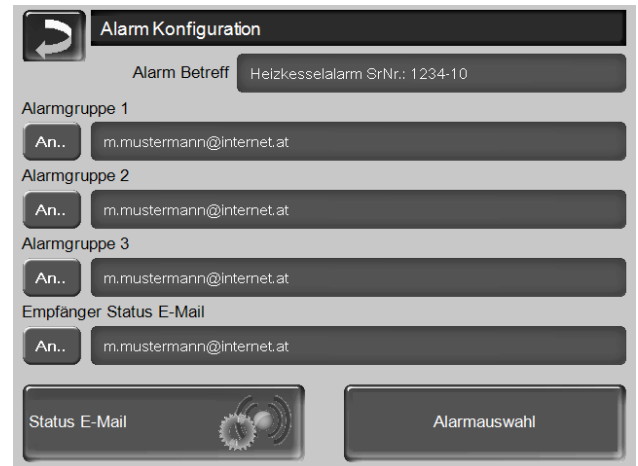 Alarm Konfiguration
Alarm Betreff Heizkesselalarm SrNr.: 1234-10
Alarmgruppe 1
An.. m.mustermann@internet.at
Alarmgruppe 2
An.. m.mustermann@internet.at
Alarmgruppe 3
An.. m.mustermann@internet.at
Empfänger Status E-Mail
An.. m.mustermann@internet.at
Status E-Mail Alarmauswahl